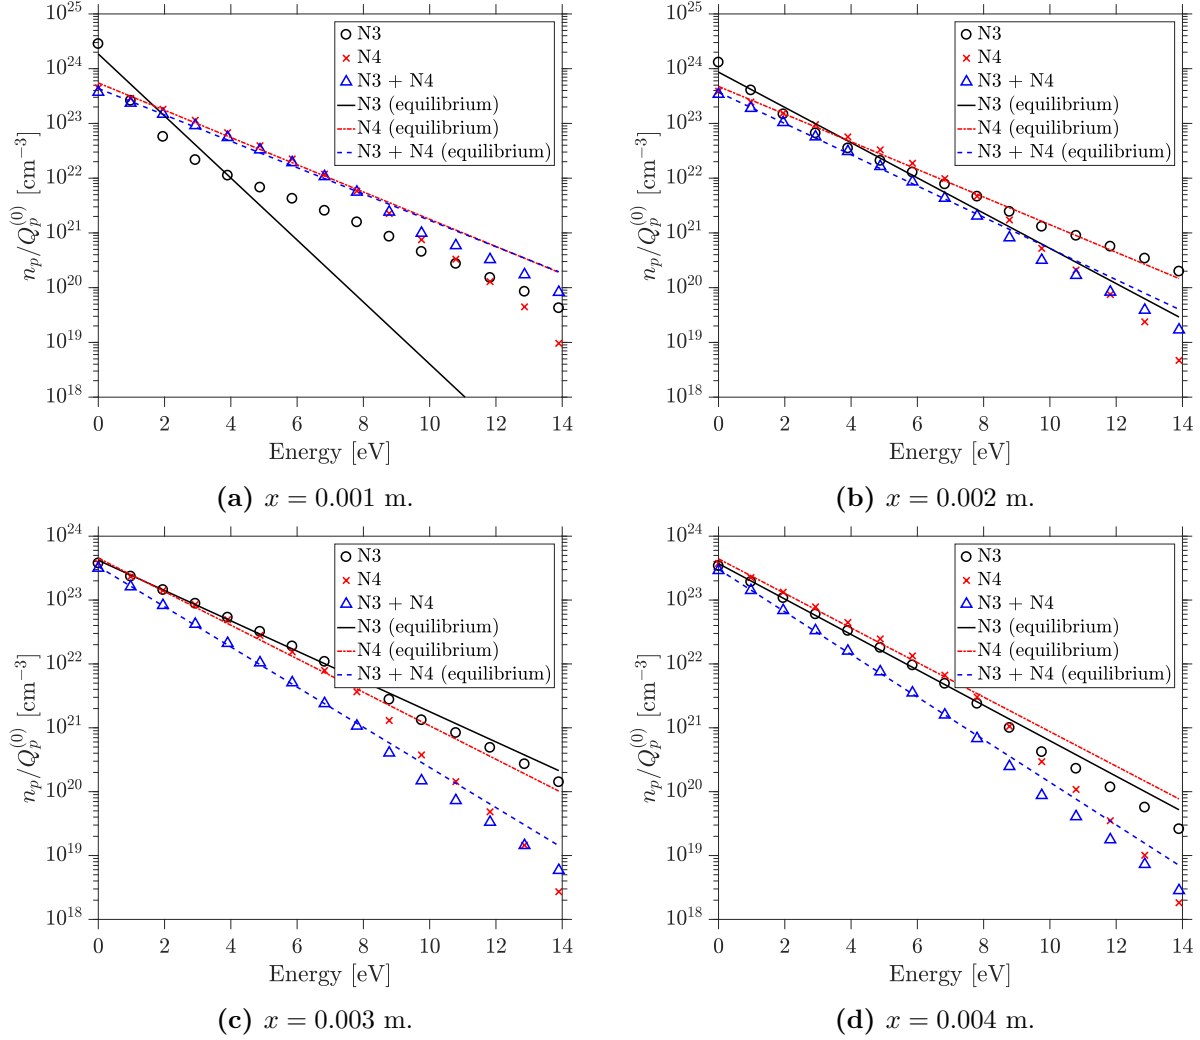 10^25
10^24
10^23
10^22
10^21
10^20
10^19
10^18
n_p/Q_p^(0) [cm^−3]
N3
N4
N3 + N4
N3 (equilibrium)
N4 (equilibrium)
N3 + N4 (equilibrium)
0 2 4 6 8 10 12 14
Energy [eV]
(a) x = 0.001 m.
10^25
10^24
10^23
10^22
10^21
10^20
10^19
10^18
n_p/Q_p^(0) [cm^−3]
N3
N4
N3 + N4
N3 (equilibrium)
N4 (equilibrium)
N3 + N4 (equilibrium)
0 2 4 6 8 10 12 14
Energy [eV]
(b) x = 0.002 m.
10^24
10^23
10^22
10^21
10^20
10^19
10^18
n_p/Q_p^(0) [cm^−3]
N3
N4
N3 + N4
N3 (equilibrium)
N4 (equilibrium)
N3 + N4 (equilibrium)
0 2 4 6 8 10 12 14
Energy [eV]
(c) x = 0.003 m.
10^24
10^23
10^22
10^21
10^20
10^19
10^18
n_p/Q_p^(0) [cm^−3]
N3
N4
N3 + N4
N3 (equilibrium)
N4 (equilibrium)
N3 + N4 (equilibrium)
0 2 4 6 8 10 12 14
Energy [eV]
(d) x = 0.004 m.